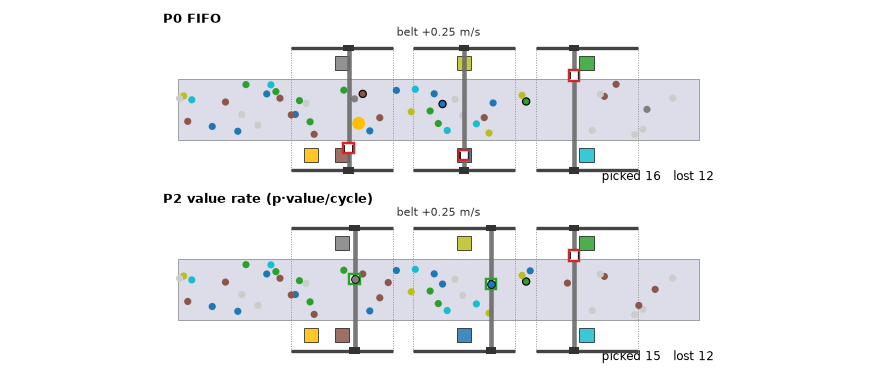 P0 FIFO
belt +0.25 m/s
picked 16 lost 12
P2 value rate (p·value/cycle)
belt +0.25 m/s
picked 15 lost 12